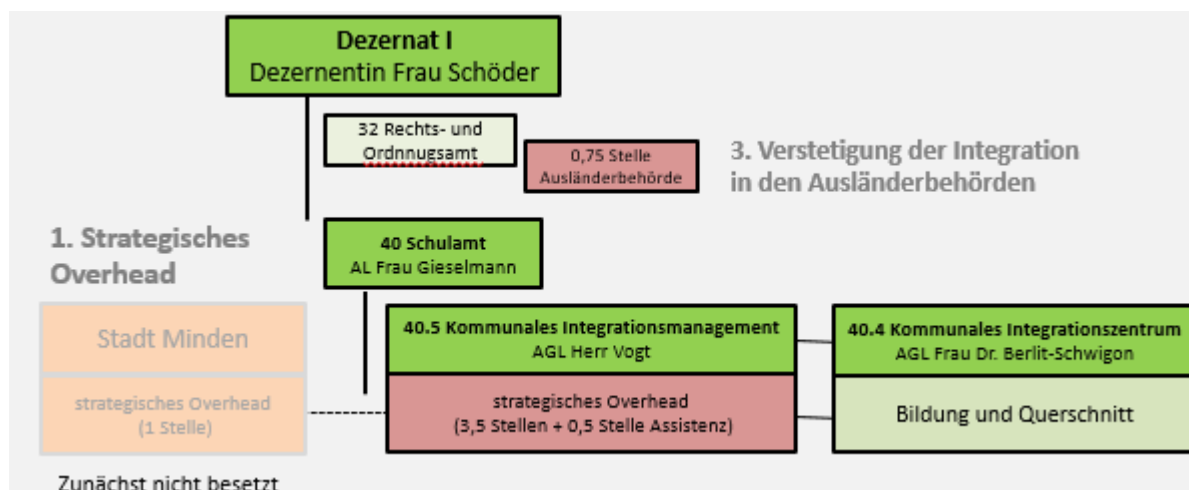 Dezernat I
Dezernentin Frau Schöder
32 Rechts- und
Ordnnugsamt
0,75 Stelle
Ausländerbehörde
3. Verstetigung der Integration
in den Ausländerbehörden
1. Strategisches
Overhead
40 Schulamt
AL Frau Gieselmann
Stadt Minden
strategisches Overhead
(1 Stelle)
40.5 Kommunales Integrationsmanagement
AGL Herr Vogt
strategisches Overhead
(3,5 Stellen + 0,5 Stelle Assistenz)
40.4 Kommunales Integrationszentrum
AGL Frau Dr. Berlit-Schwigon
Bildung und Querschnitt
Zunächst nicht besetzt